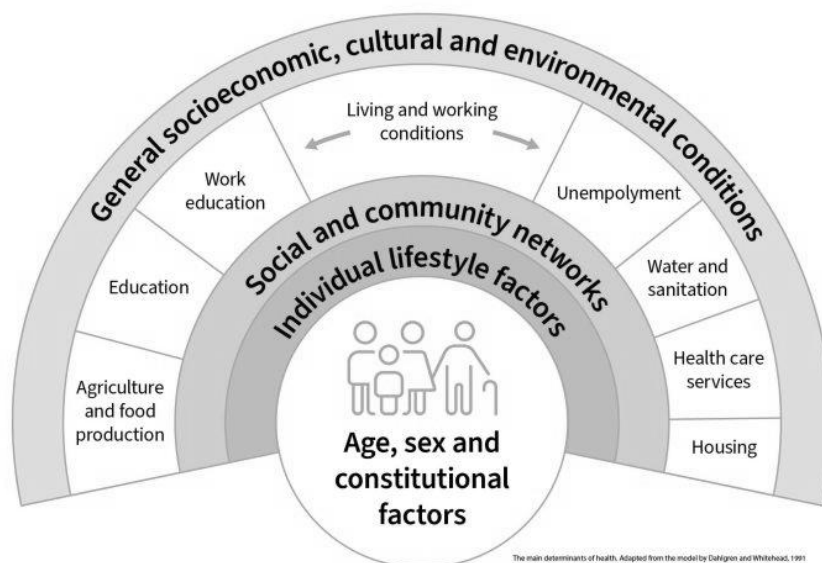 General socioeconomic, cultural and environmental conditions
Living and working
conditions
Work
education
Unempolyment
Education
Water and
sanitation
Agriculture
and food
production
Health care
services
Housing
Social and community networks
Individual lifestyle factors
Age, sex and
constitutional
factors
The main determinants of health. Adapted from the model by Dahlgren and Whitehead, 1991